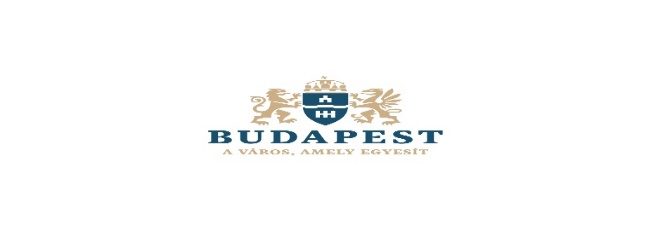 BUDAPEST
A VÁROS, AMELY EGYESÍT